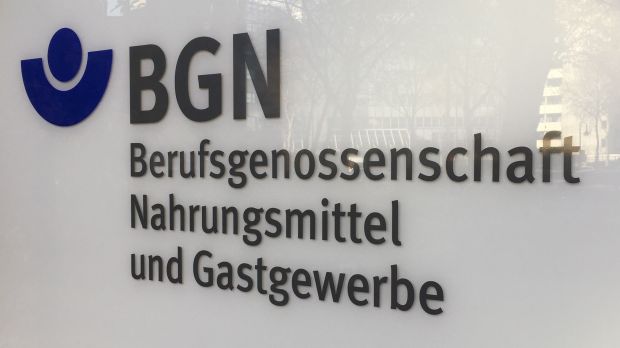 BGN
Berufsgenossenschaft
Nahrungsmittel
und Gastgewerbe